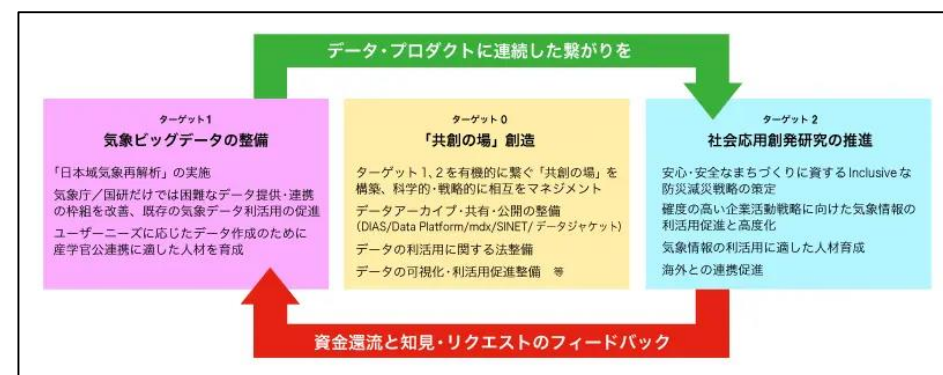 データ・プロダクトに連続した繋がりを
ターゲット1
気象ビッグデータの整備
「日本域気象再解析」の実施
気象庁／国研だけでは困難なデータ提供・連携
の枠組を改善、既存の気象データ利活用の促進
ユーザーニーズに応じたデータ作成のために
産学官公連携に適した人材を育成
ターゲット0
「共創の場」創造
ターゲット1、2を有機的に繋ぐ「共創の場」を
構築、科学的・戦略的に相互をマネジメント
データアーカイブ・共有・公開の整備
（DIAS/Data Platform/mdx/SINET/データジャケット）
データの利活用に関する法整備
データの可視化・利活用促進整備　等
ターゲット2
社会応用創発研究の推進
安心・安全なまちづくりに資するInclusiveな
防災減災戦略の策定
確度の高い企業活動戦略に向けた気象情報の
利活用促進と高度化
気象情報の利活用に適した人材育成
海外との連携促進
資金還流と知見・リクエストのフィードバック